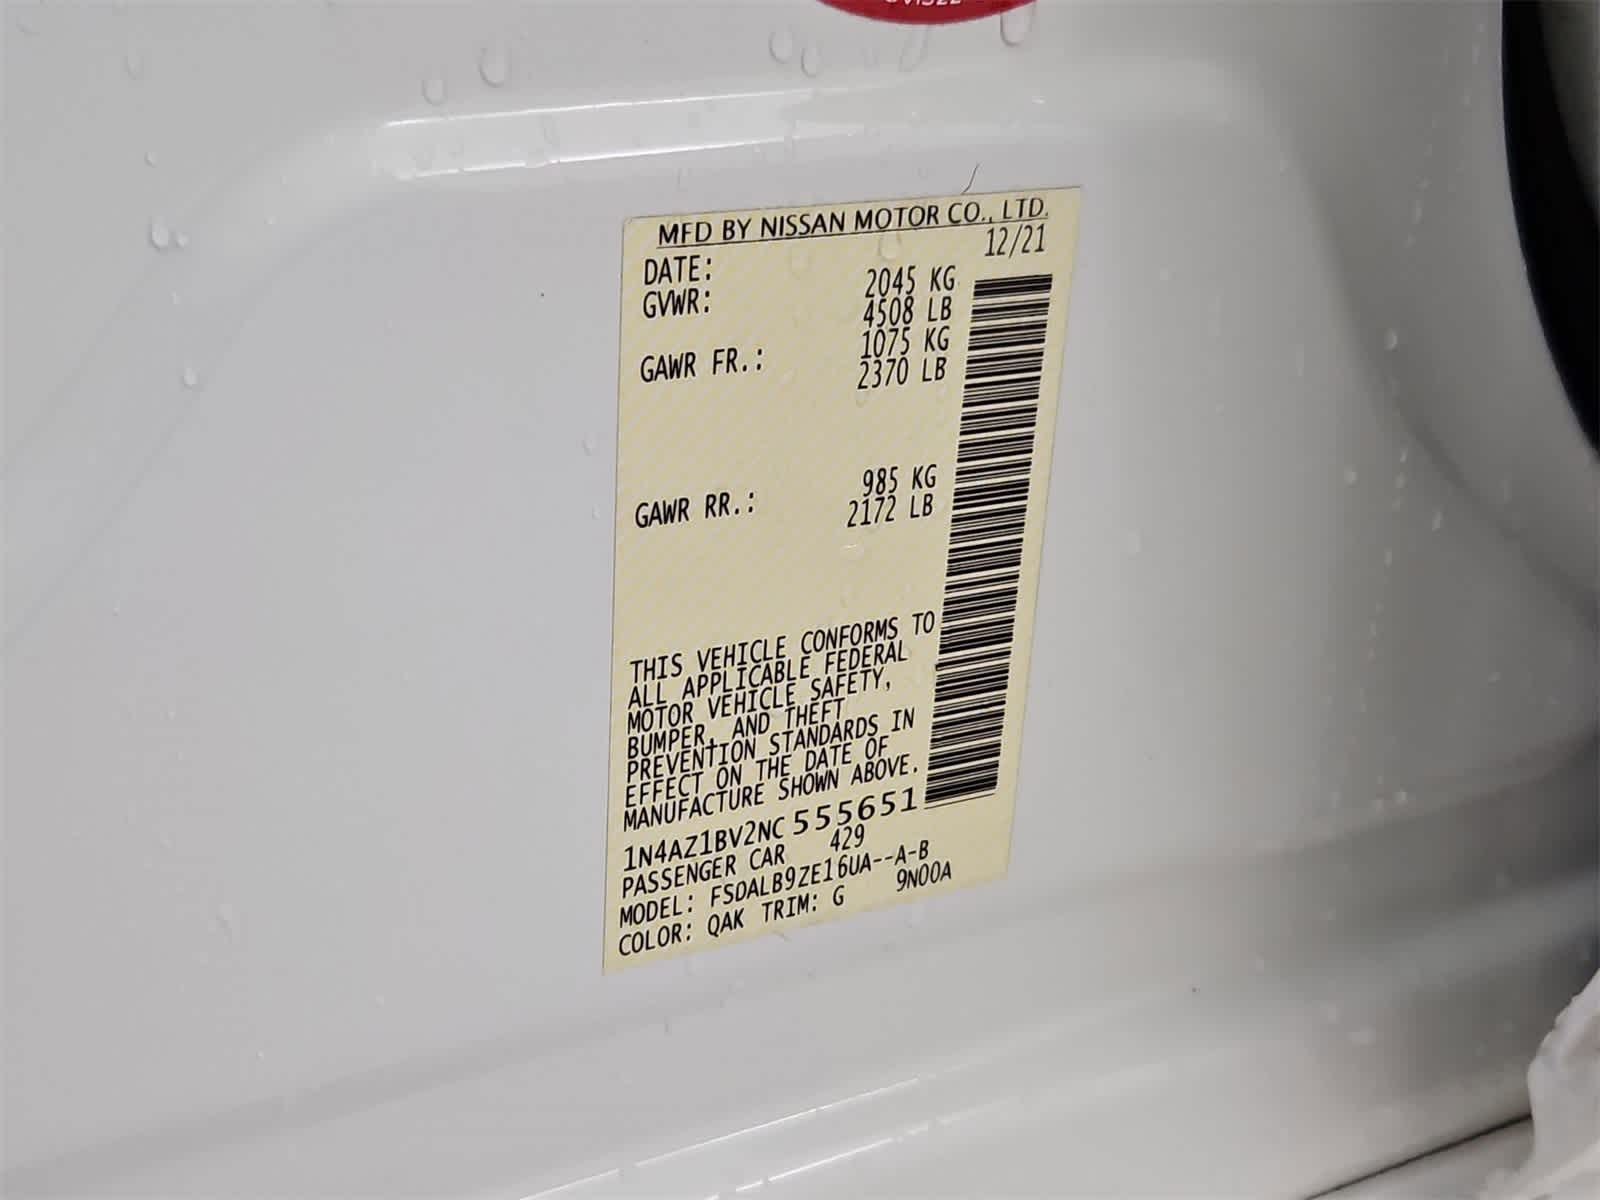 MFD BY NISSAN MOTOR CO., LTD.
DATE: 12/21
GVWR: 2045 KG
4508 LB
GAWR FR.: 1075 KG
2370 LB
GAWR RR.: 985 KG
2172 LB
THIS VEHICLE CONFORMS TO
ALL APPLICABLE FEDERAL
MOTOR VEHICLE SAFETY,
BUMPER, AND THEFT
PREVENTION STANDARDS IN
EFFECT ON THE DATE OF
MANUFACTURE SHOWN ABOVE.
1N4AZ1BV2NC555651
PASSENGER CAR 429
MODEL: FSDALB9ZE16UA--A-B
COLOR: QAK TRIM: G 9N00A